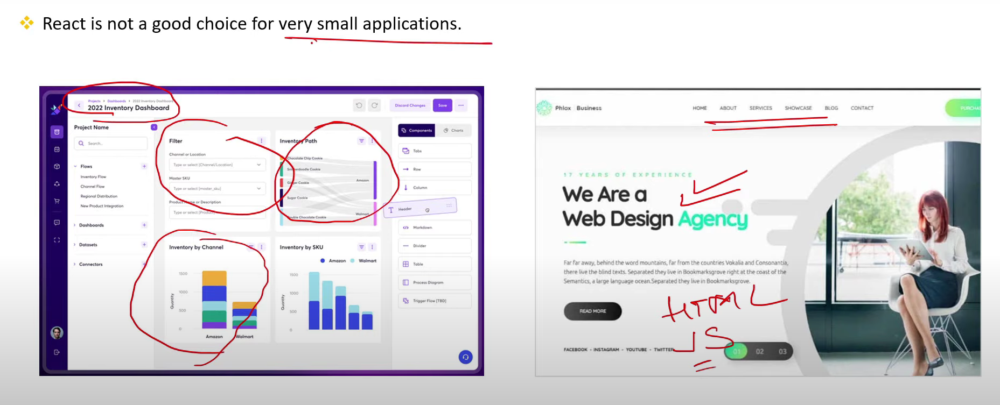 React is not a good choice for very small applications.
Projects > Dashboards > 2022 Inventory Dashboard
2022 Inventory Dashboard
Discard Changes
Save
Project Name
Search...
Flows
Inventory Flow
Channel Flow
Regional Distribution
New Product Integration
Dashboards
Datasets
Connectors
Filter
Channel or Location
Type or select [Channel/Location]
Master SKU
Type or select [master_sku]
Product Name or Description
Type or select [Product
Inventory Path
Chocolate Chip Cookie
Snickerdoodle Cookie
Ginger Cookie
Sugar Cookie
Double Chocolate Cookie
Amazon
Walmart
Inventory by Channel
Quantity
1500
1000
500
0
Amazon
Walmart
Inventory by SKU
Amazon
Walmart
Quantity
1500
1000
500
0
Components
Charts
Tabs
Row
Column
Header
Markdown
Divider
Table
Process Diagram
Trigger Flow [TBD]
Phlox Business
HOME ABOUT SERVICES SHOWCASE BLOG CONTACT
PURCHA
17 YEARS OF EXPERIENCE
We Are a
Web Design Agency
Far far away, behind the word mountains, far from the countries Vokalia and Consonantia,
there live the blind texts. Separated they live in Bookmarksgrove right at the coast of the
Semantics, a large language ocean.Separated they live in Bookmarksgrove.
READ MORE
HTML
JS
FACEBOOK - INSTAGRAM - YOUTUBE - TWITTER
01 02 03